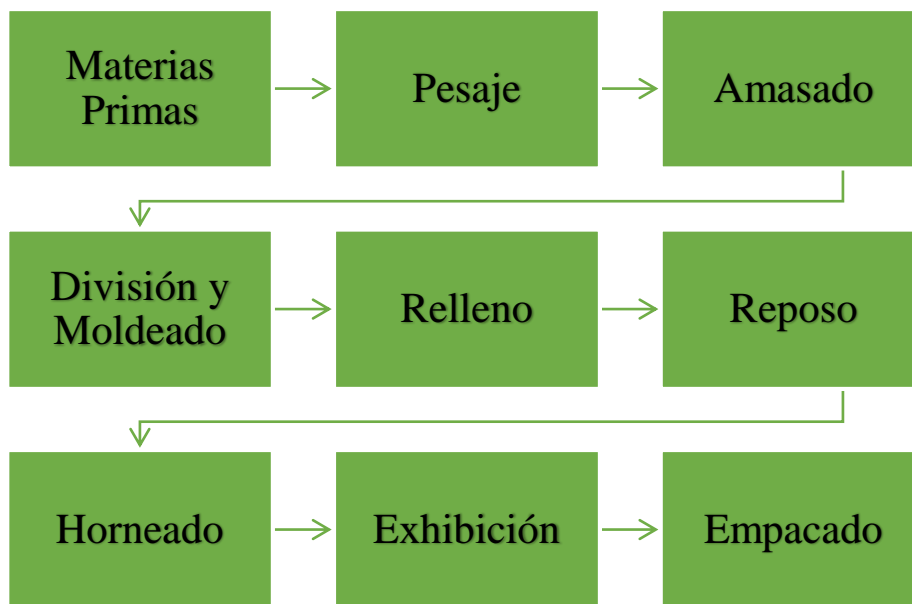 Materias
Primas
Pesaje
Amasado
División y
Moldeado
Relleno
Reposo
Horneado
Exhibición
Empacado